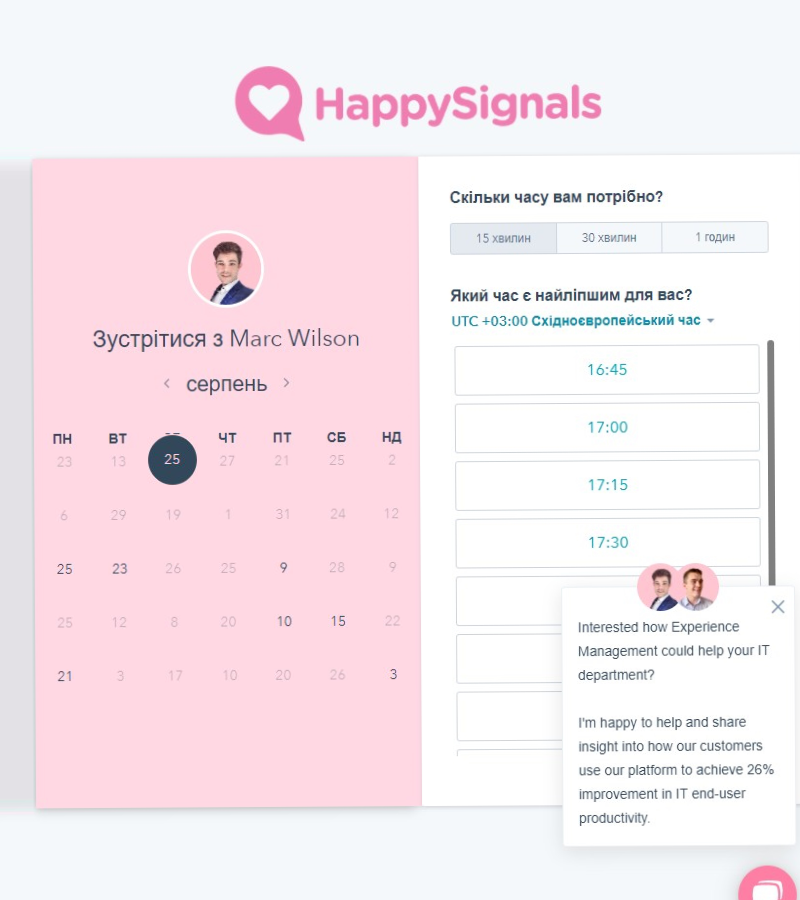 HappySignals
Зустрітися з Marc Wilson
серпень
ПН ВТ ЧТ ПТ СБ НД
23 13 25 27 21 25 2
6 29 19 1 31 24 12
25 23 26 25 9 28 9
25 12 8 20 10 15 22
21 3 17 10 20 26 3
Скільки часу вам потрібно?
15 хвилин 30 хвилин 1 годин
Який час є найліпшим для вас?
UTC +03:00 Східноєвропейський час
16:45
17:00
17:15
17:30
Interested how Experience
Management could help your IT
department?
I'm happy to help and share
insight into how our customers
use our platform to achieve 26%
improvement in IT end-user
productivity.